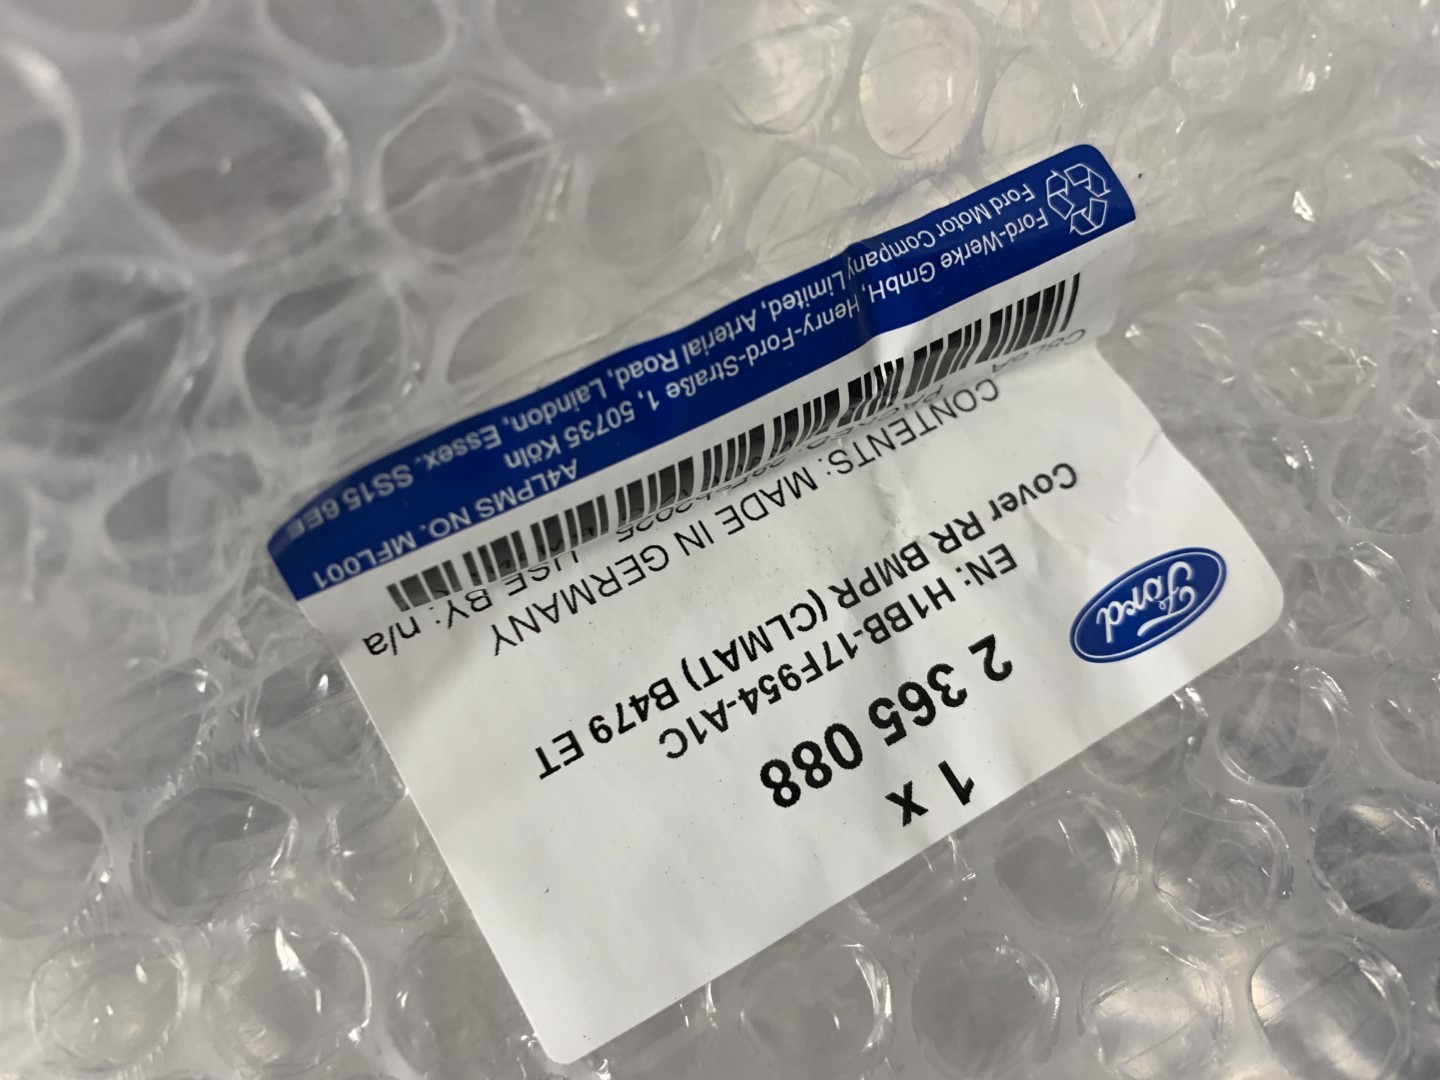 Ford
1 x
2 365 088
EN: H1BB-17F954-A1C
Cover RR BMPR (CLMAT) B479 ET
CONTENTS: MADE IN GERMANY
USE BY: n/a
A4LPMS NO. MFL001
Ford-Werke GmbH, Henry-Ford-Straße 1, 50735 Köln
Ford Motor Company Limited, Arterial Road, Laindon, Essex. SS15 6EE